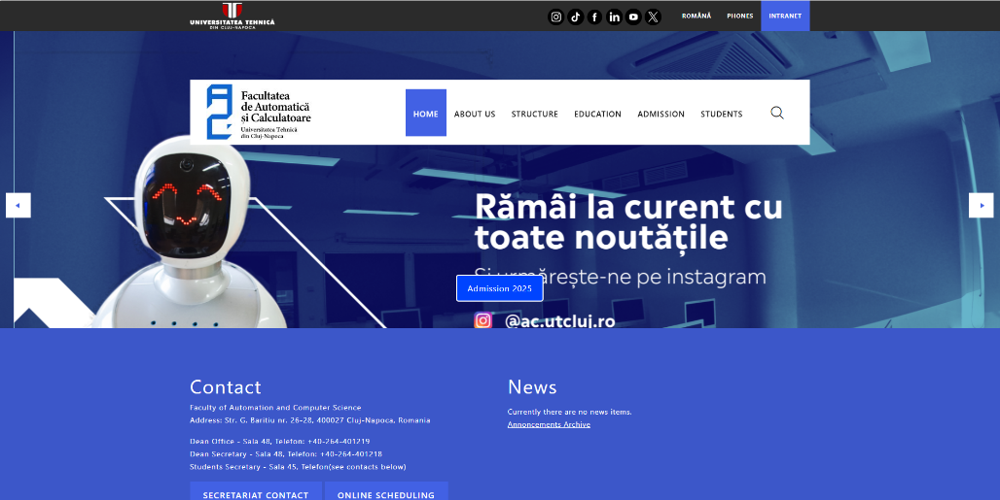 UNIVERSITATEA TEHNICĂ
DIN CLUJ-NAPOCA
ROMÂNĂ PHONES INTRANET
Facultatea
de Automatică
și Calculatoare
Universitatea Tehnică
din Cluj-Napoca
HOME ABOUT US STRUCTURE EDUCATION ADMISSION STUDENTS
Rămâi la curent cu
toate noutățile
Și urmărește-ne pe instagram
Admission 2025
@ac.utcluj.ro
Contact
Faculty of Automation and Computer Science
Address: Str. G. Baritiu nr. 26-28, 400027 Cluj-Napoca, Romania
Dean Office - Sala 48, Telefon: +40-264-401219
Dean Secretary - Sala 48, Telefon: +40-264-401218
Students Secretary - Sala 45, Telefon(see contacts below)
SECRETARIAT CONTACT ONLINE SCHEDULING
News
Currently there are no news items.
Annoncements Archive